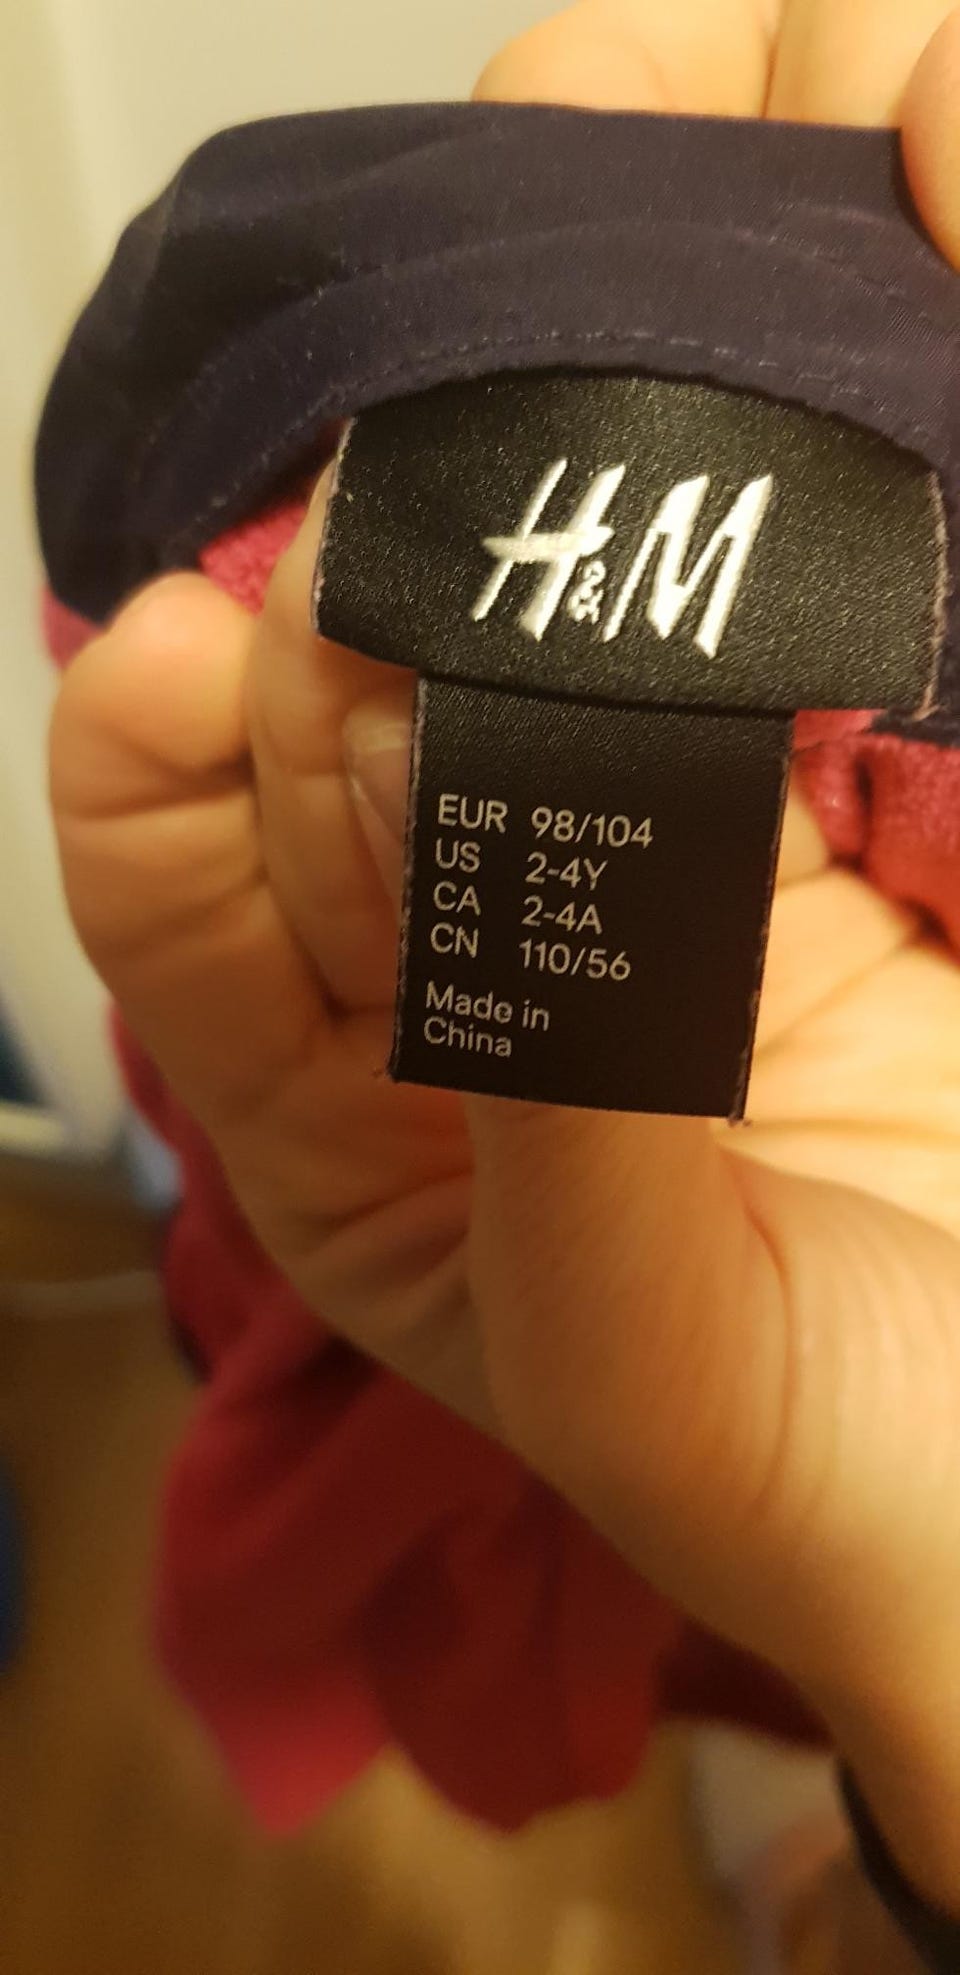 H&M
EUR 98/104
US 2-4Y
CA 2-4A
CN 110/56
Made in
China